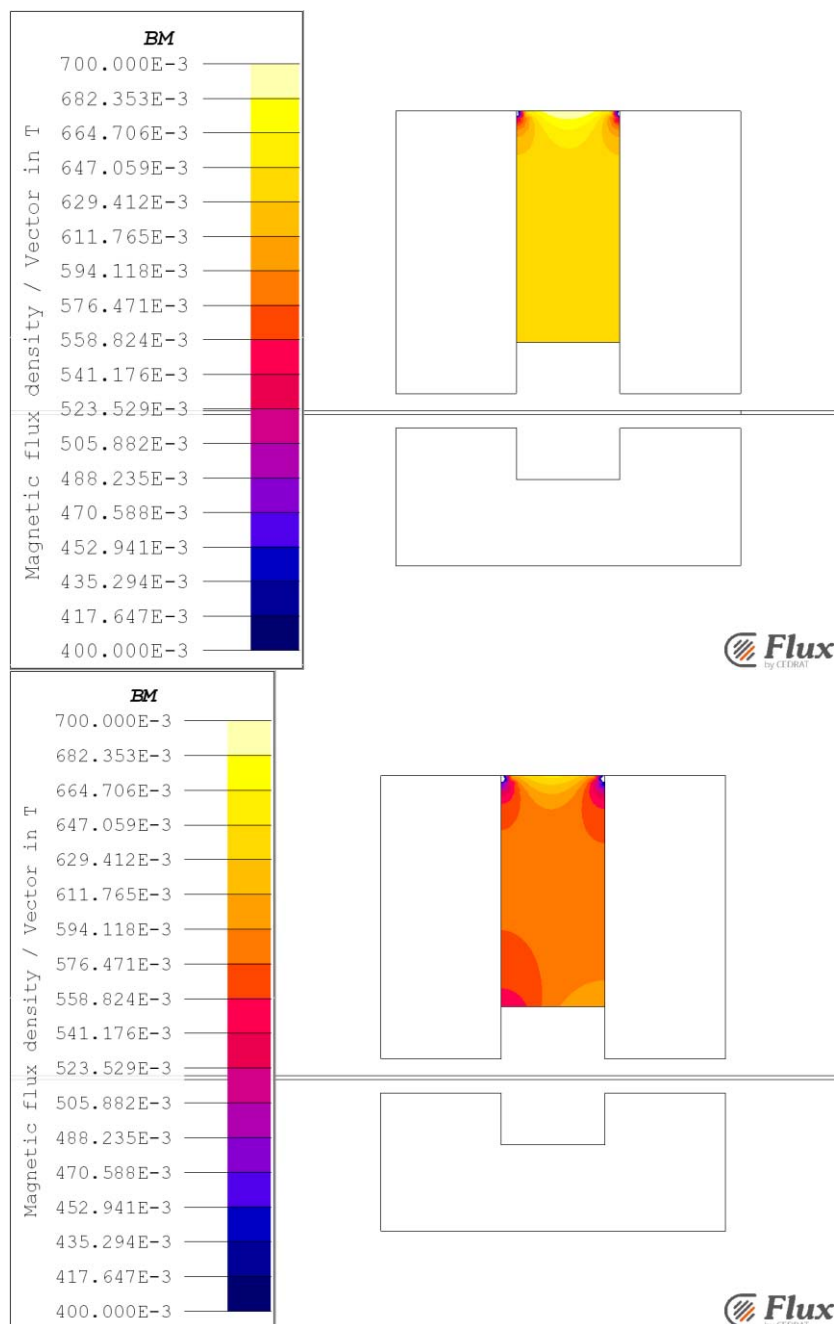 BM
700.000E-3
682.353E-3
664.706E-3
647.059E-3
629.412E-3
611.765E-3
594.118E-3
576.471E-3
558.824E-3
541.176E-3
523.529E-3
505.882E-3
488.235E-3
470.588E-3
452.941E-3
435.294E-3
417.647E-3
400.000E-3
Magnetic flux density / Vector in T
Flux
by CEDRAT
BM
700.000E-3
682.353E-3
664.706E-3
647.059E-3
629.412E-3
611.765E-3
594.118E-3
576.471E-3
558.824E-3
541.176E-3
523.529E-3
505.882E-3
488.235E-3
470.588E-3
452.941E-3
435.294E-3
417.647E-3
400.000E-3
Magnetic flux density / Vector in T
Flux
by CEDRAT